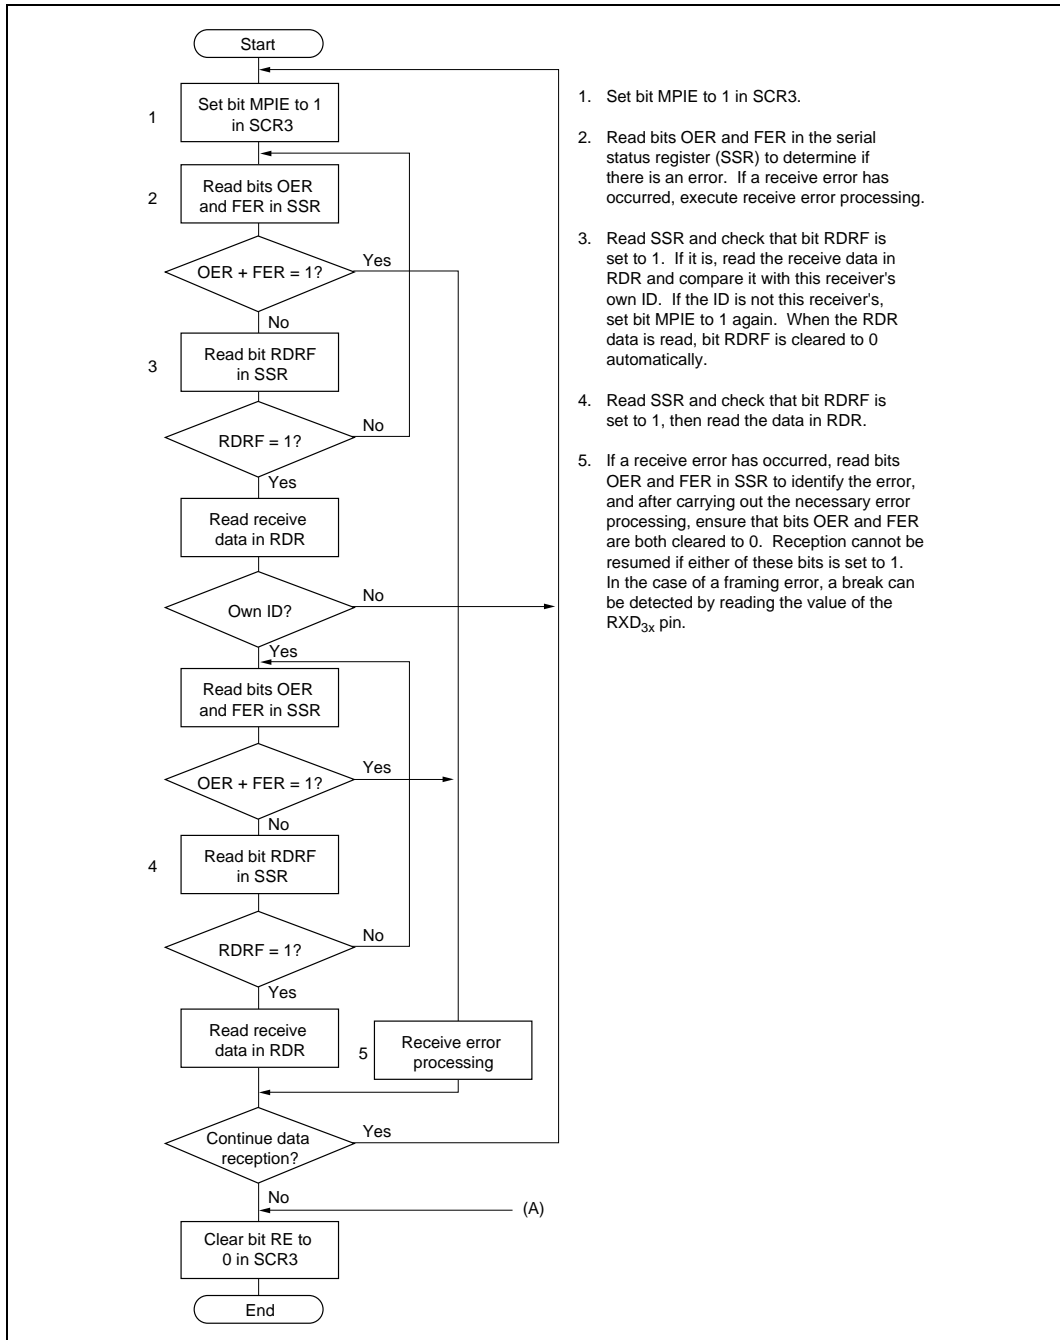 Start
1
Set bit MPIE to 1
in SCR3
2
Read bits OER
and FER in SSR
OER + FER = 1?
Yes
No
3
Read bit RDRF
in SSR
RDRF = 1?
No
Yes
Read receive
data in RDR
Own ID?
No
Yes
Read bits OER
and FER in SSR
OER + FER = 1?
Yes
No
4
Read bit RDRF
in SSR
RDRF = 1?
No
Yes
Read receive
data in RDR
5
Receive error
processing
Continue data
reception?
Yes
No
(A)
Clear bit RE to
0 in SCR3
End
1. Set bit MPIE to 1 in SCR3.
2. Read bits OER and FER in the serial
status register (SSR) to determine if
there is an error. If a receive error has
occurred, execute receive error processing.
3. Read SSR and check that bit RDRF is
set to 1. If it is, read the receive data in
RDR and compare it with this receiver's
own ID. If the ID is not this receiver's,
set bit MPIE to 1 again. When the RDR
data is read, bit RDRF is cleared to 0
automatically.
4. Read SSR and check that bit RDRF is
set to 1, then read the data in RDR.
5. If a receive error has occurred, read bits
OER and FER in SSR to identify the error,
and after carrying out the necessary error
processing, ensure that bits OER and FER
are both cleared to 0. Reception cannot be
resumed if either of these bits is set to 1.
In the case of a framing error, a break can
be detected by reading the value of the
RXD3x pin.